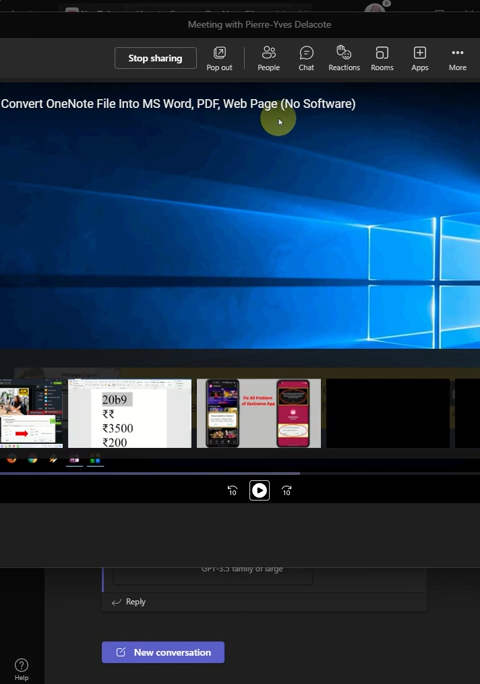 Meeting with Pierre-Yves Delacote
Stop sharing
Pop out
People
Chat
Reactions
Rooms
Apps
More
Convert OneNote File Into MS Word, PDF, Web Page (No Software)
20b9
₹₹
₹3500
₹200
10
10
GPT-3.5 family of large
Reply
New conversation
Help